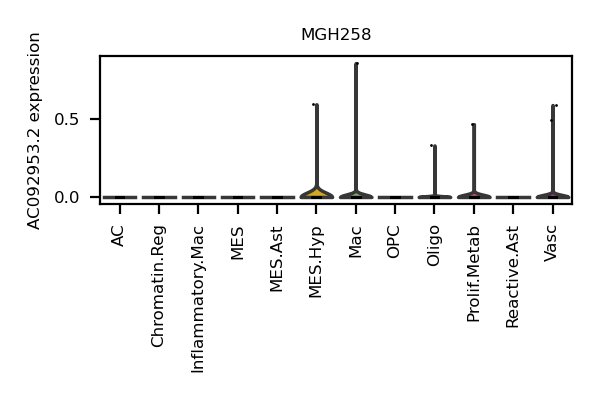 MGH258
AC092953.2 expression
0.5
0.0
AC
Chromatin.Reg
Inflammatory.Mac
MES
MES.Ast
MES.Hyp
Mac
OPC
Oligo
Prolif.Metab
Reactive.Ast
Vasc